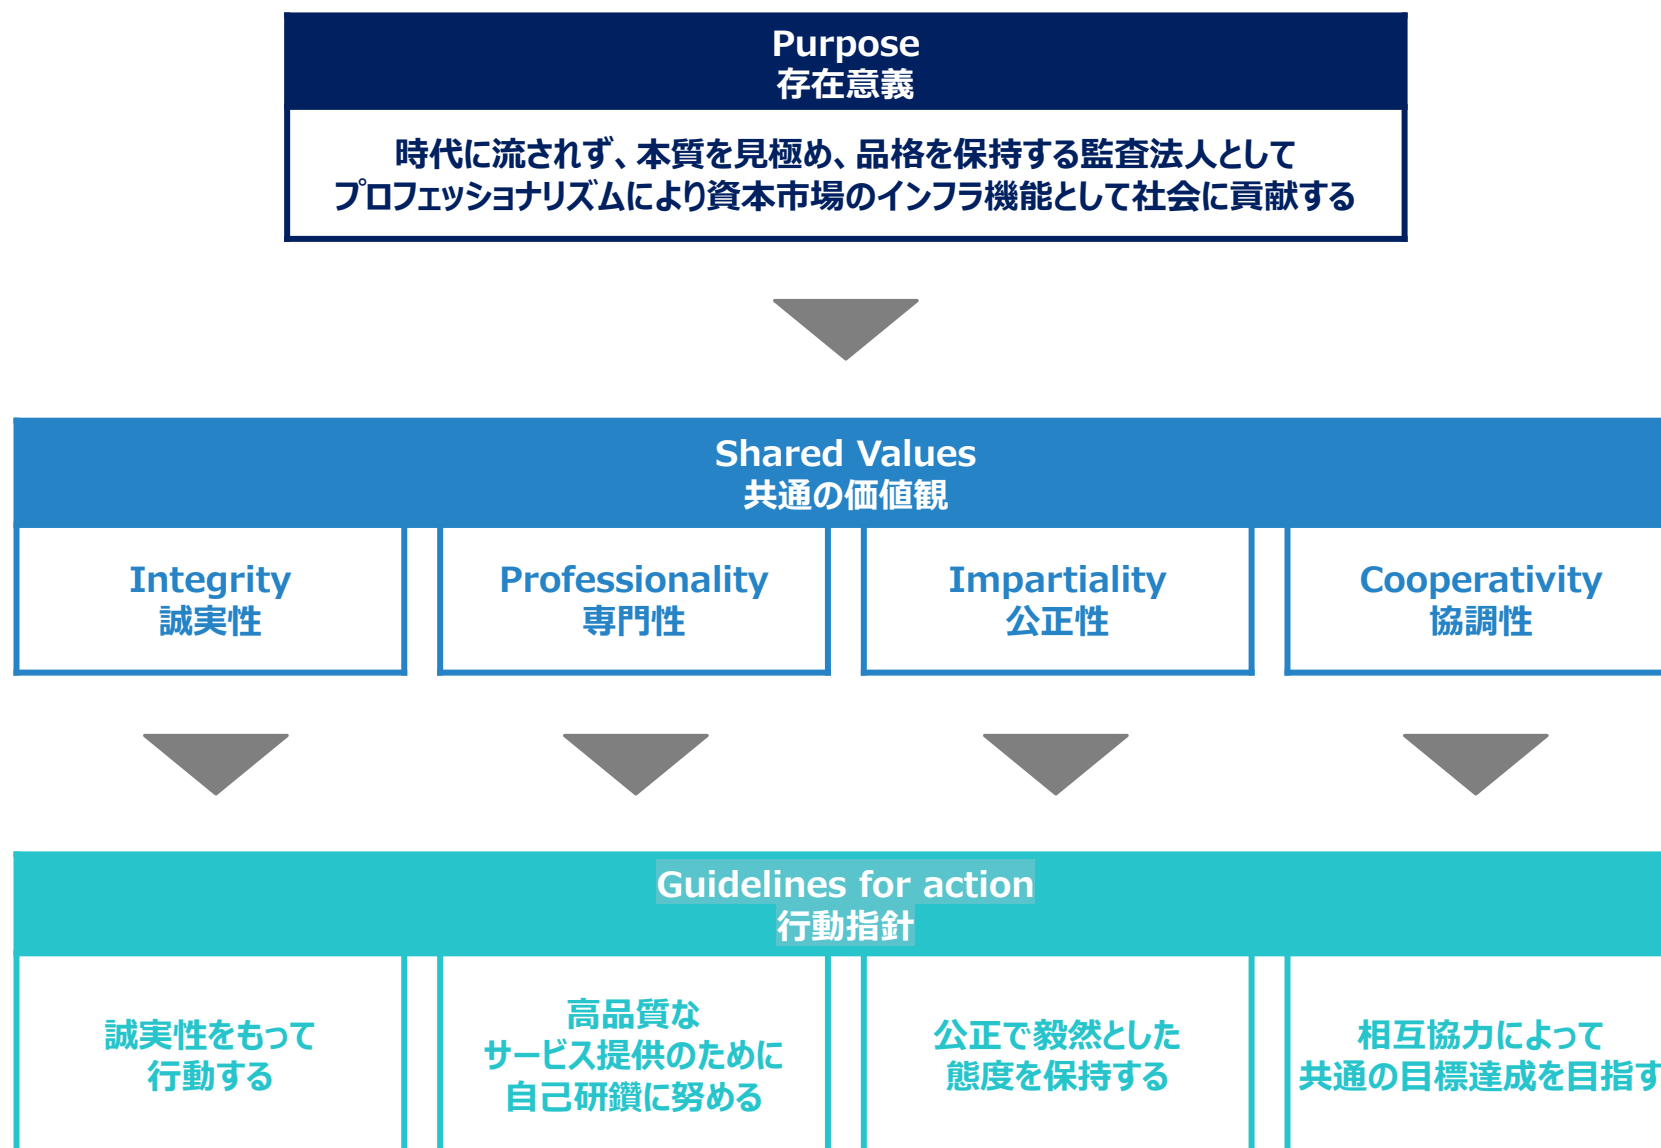 Purpose
存在意義
時代に流されず、本質を見極め、品格を保持する監査法人として
プロフェッショナリズムにより資本市場のインフラ機能として社会に貢献する
Shared Values
共通の価値観
Integrity
誠実性
Professionality
専門性
Impartiality
公正性
Cooperativity
協調性
Guidelines for action
行動指針
誠実性をもって
行動する
高品質な
サービス提供のために
自己研鑽に努める
公正で毅然とした
態度を保持する
相互協力によって
共通の目標達成を目指す